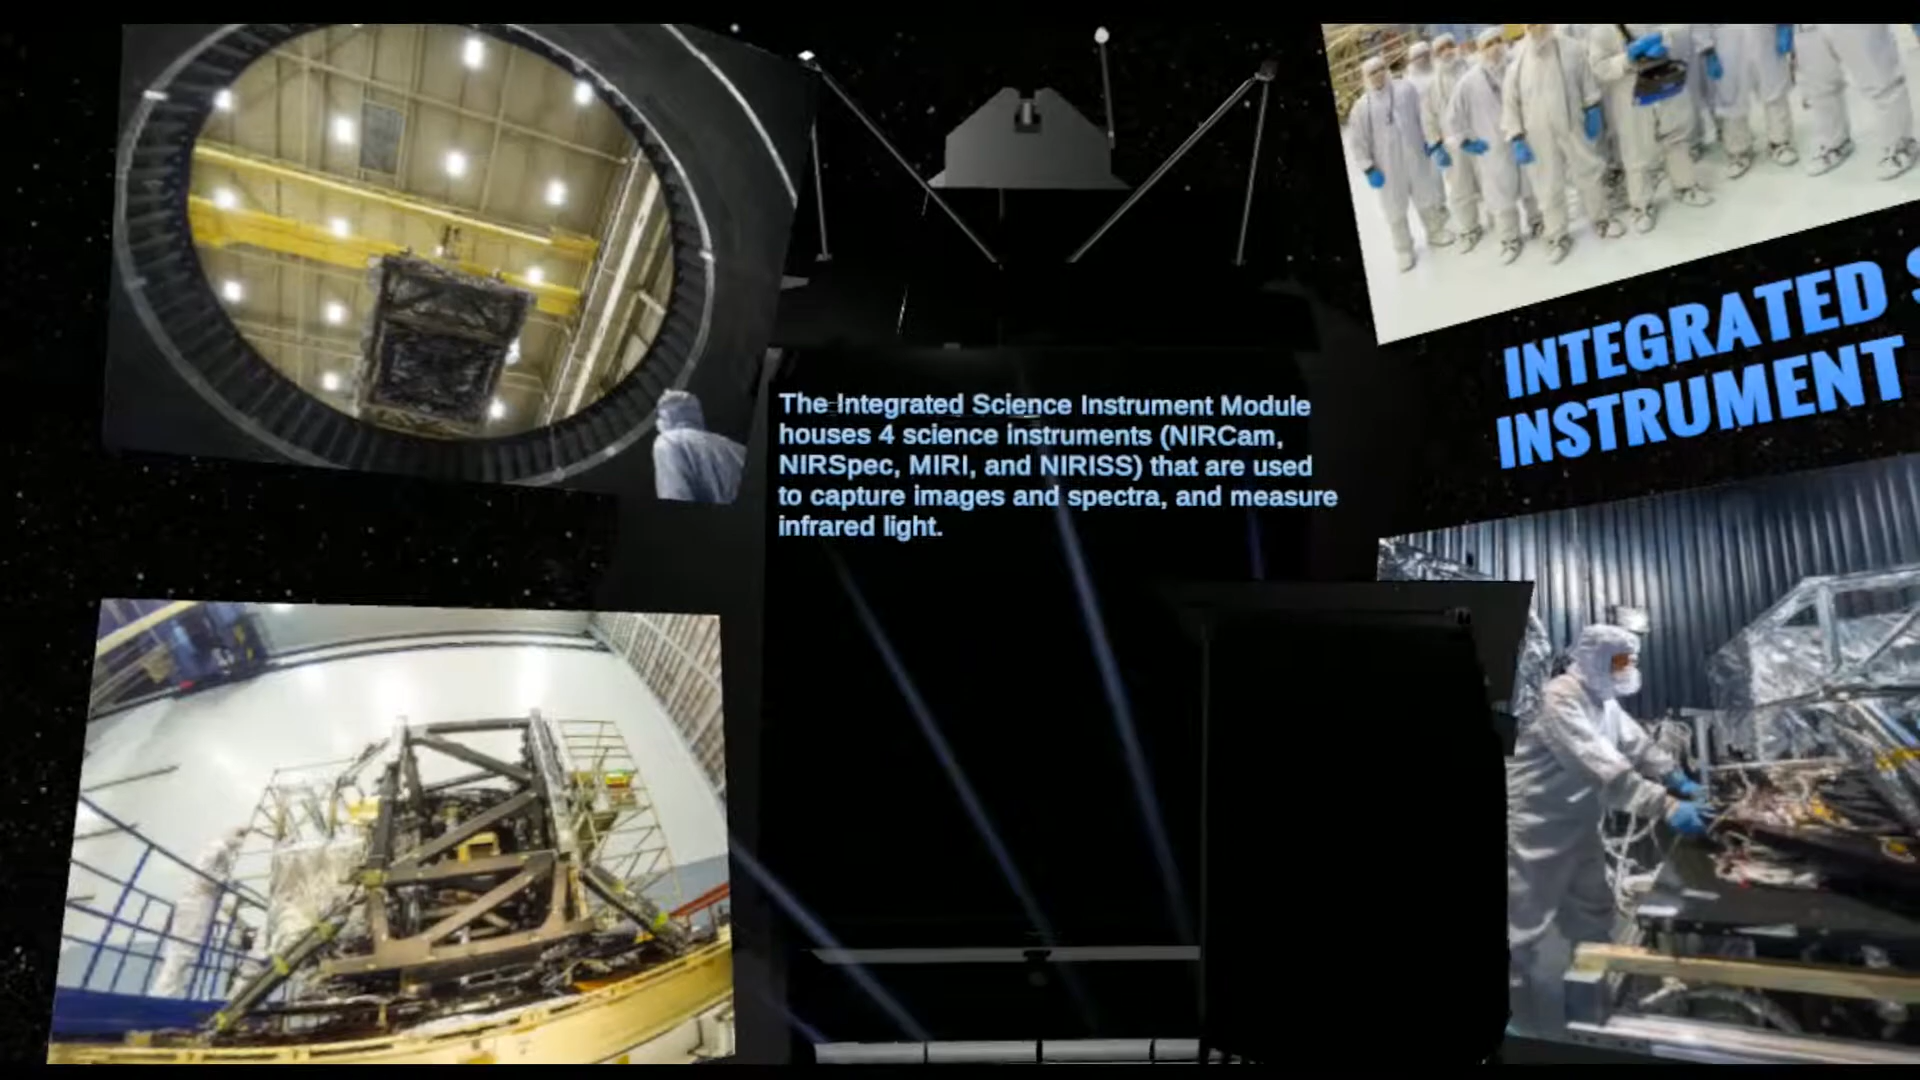 The Integrated Science Instrument Module
houses 4 science instruments (NIRCam,
NIRSpec, MIRI, and NIRISS) that are used
to capture images and spectra, and measure
infrared light.
INTEGRATED
INSTRUMENT